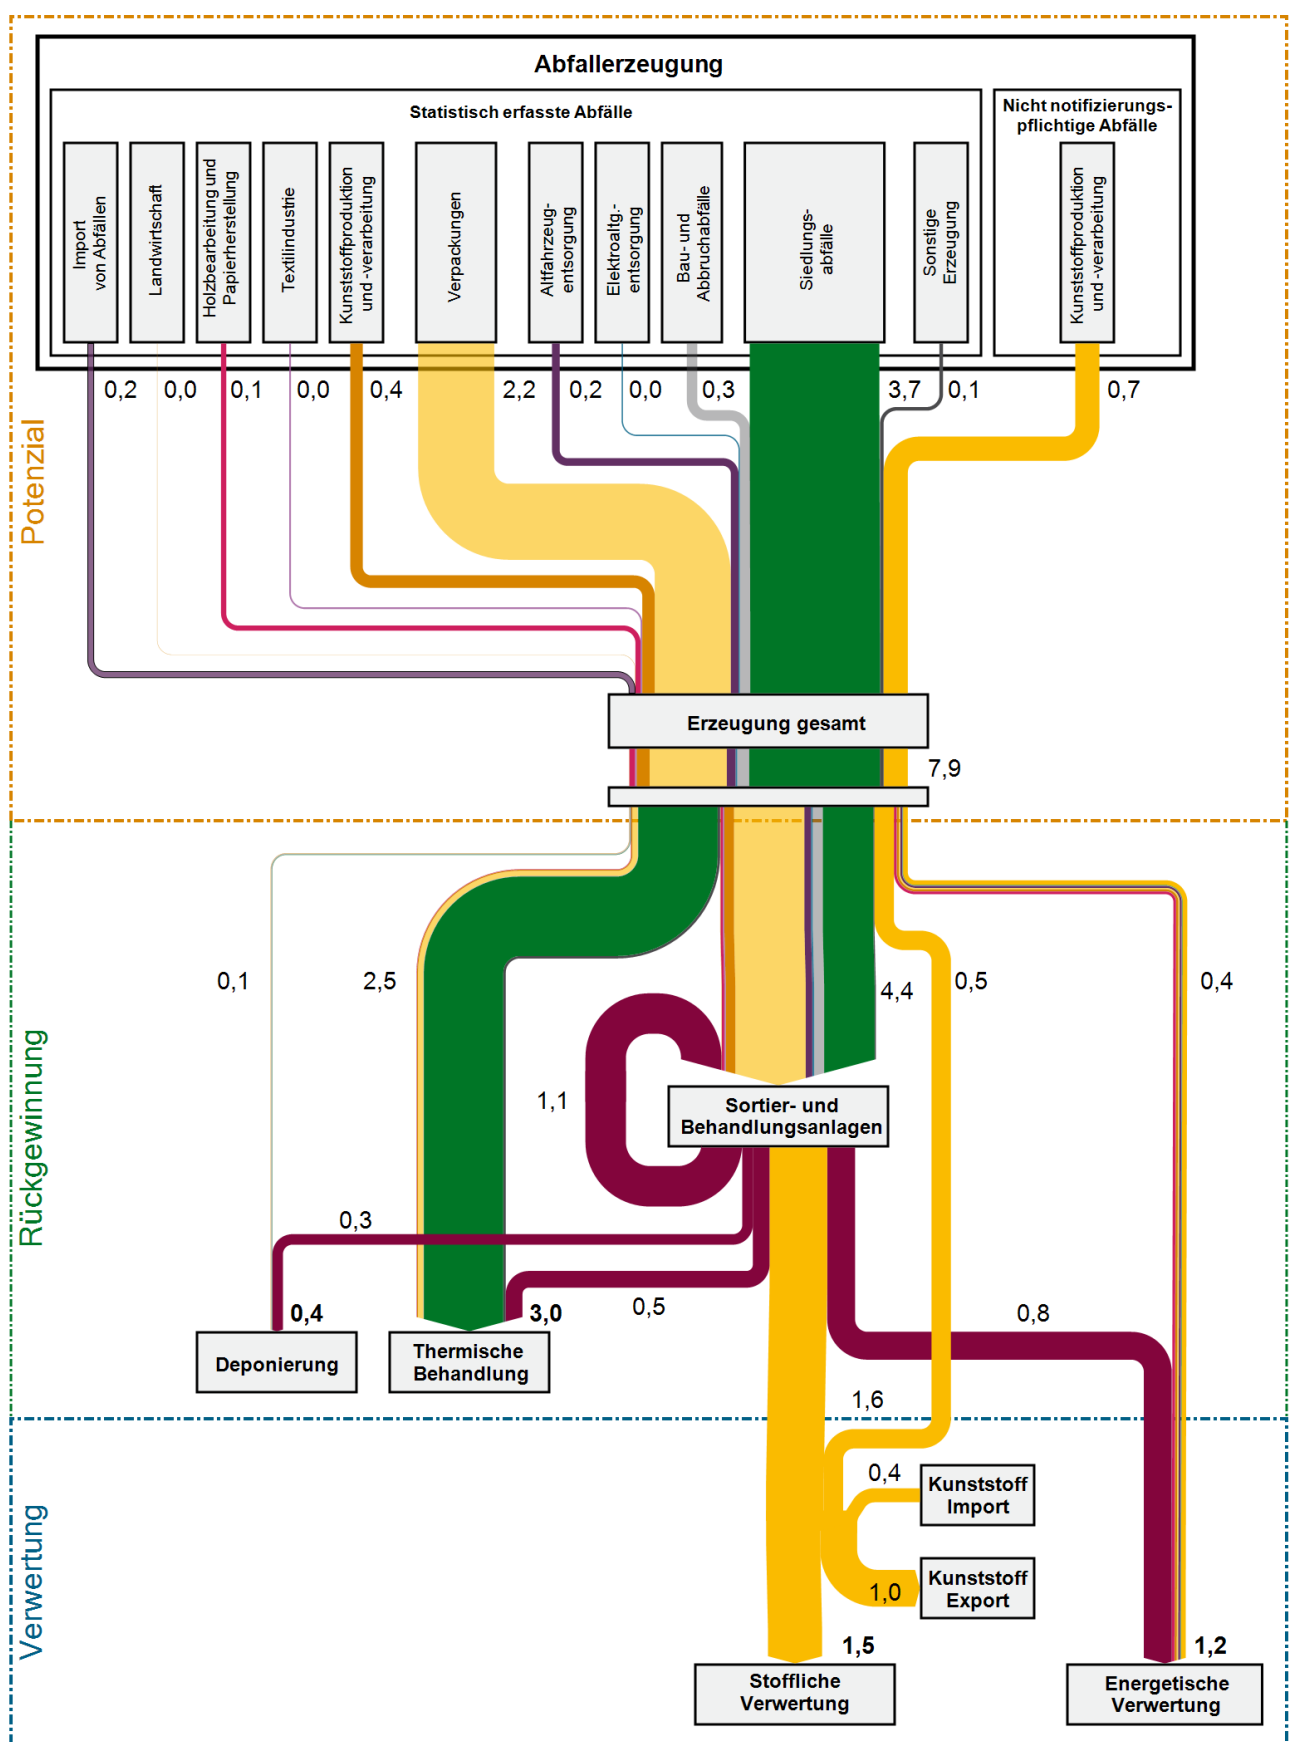 Abfallerzeugung
Statistisch erfasste Abfälle
Nicht notifizierungs-
pflichtige Abfälle
Import
von Abfällen
Landwirtschaft
Holzbearbeitung und
Papierherstellung
Textilindustrie
Kunststoffproduktion
und -verarbeitung
Verpackungen
Altfahrzeug-
entsorgung
Elektroaltg.-
entsorgung
Bau- und
Abbruchabfälle
Siedlungs-
abfälle
Sonstige
Erzeugung
Kunststoffproduktion
und -verarbeitung
0,2
0,0
0,1
0,0
0,4
2,2
0,2
0,0
0,3
3,7
0,1
0,7
Potenzial
Erzeugung gesamt
7,9
Rückgewinnung
0,1
2,5
4,4
0,5
0,4
1,1
Sortier- und
Behandlungsanlagen
0,3
0,5
0,8
0,4
3,0
Deponierung
Thermische
Behandlung
1,6
Verwertung
0,4
Kunststoff
Import
1,0
Kunststoff
Export
1,5
1,2
Stoffliche
Verwertung
Energetische
Verwertung